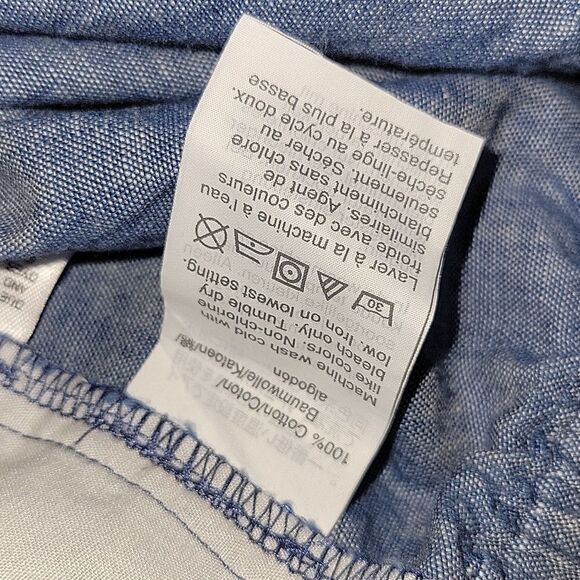 100% Cotton/Coton/
Baumwolle/Katoen/棉/
algodón
Machine wash cold with
like colors. Non-chlorine
bleach only. Tumble dry
low. Iron on lowest setting.
30
Laver à la machine à l'eau
froide avec des couleurs
similaires. Agent de
blanchiment sans chlore
seulement. Sécher au
sèche-linge au cycle doux.
Repasser à la plus basse
température.